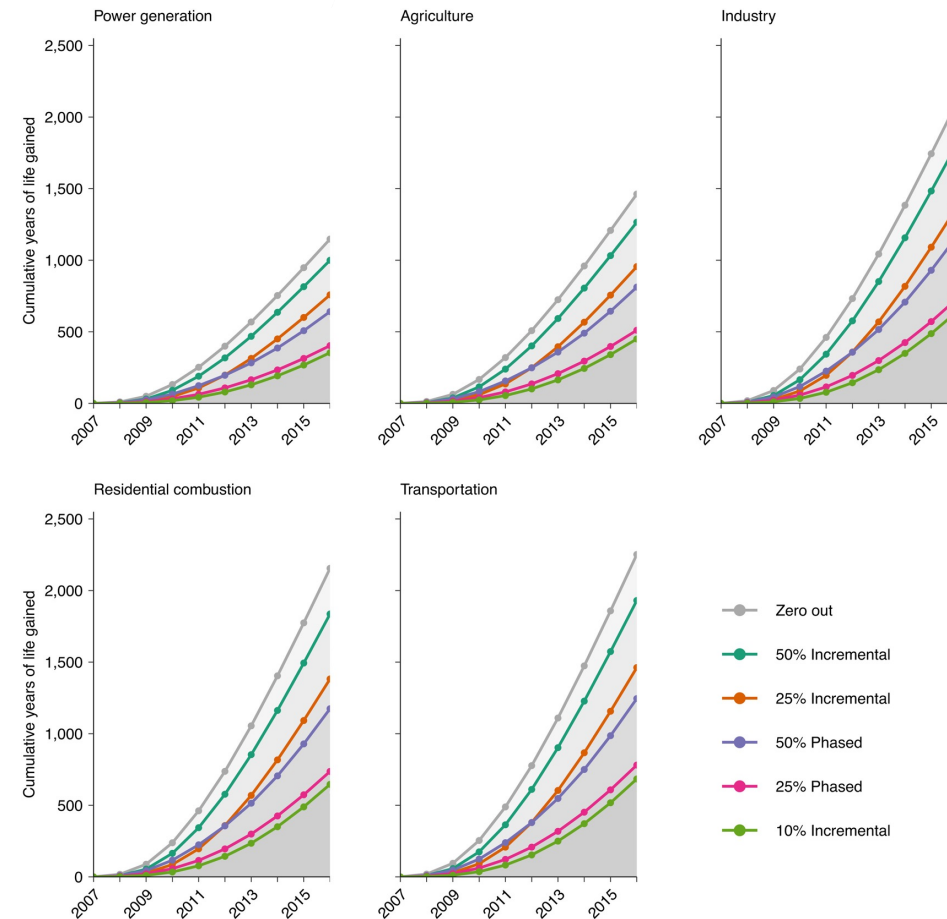 Power generation
Agriculture
Industry
Cumulative years of life gained
2,500
2,000
1,500
1,000
500
0
2007
2009
2011
2013
2015
2007
2009
2011
2013
2015
2007
2009
2011
2013
2015
Residential combustion
Transportation
Cumulative years of life gained
2,500
2,000
1,500
1,000
500
0
2007
2009
2011
2013
2015
2007
2009
2011
2013
2015
Zero out
50% Incremental
25% Incremental
50% Phased
25% Phased
10% Incremental